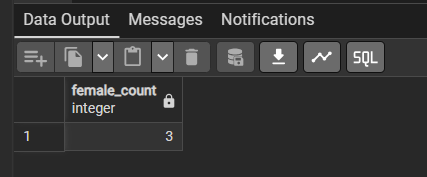 Data Output Messages Notifications
SQL
female_count
integer
1 3